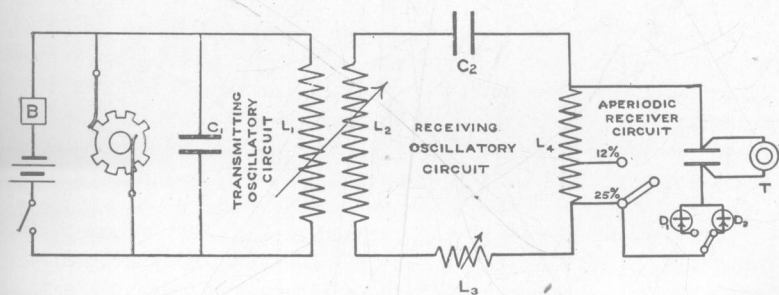 B
C1
TRANSMITTING
OSCILLATORY
CIRCUIT
L1
L2
C2
RECEIVING
OSCILLATORY
CIRCUIT
L3
L4
12%
25%
APERIODIC
RECEIVER
CIRCUIT
T
D1
D2